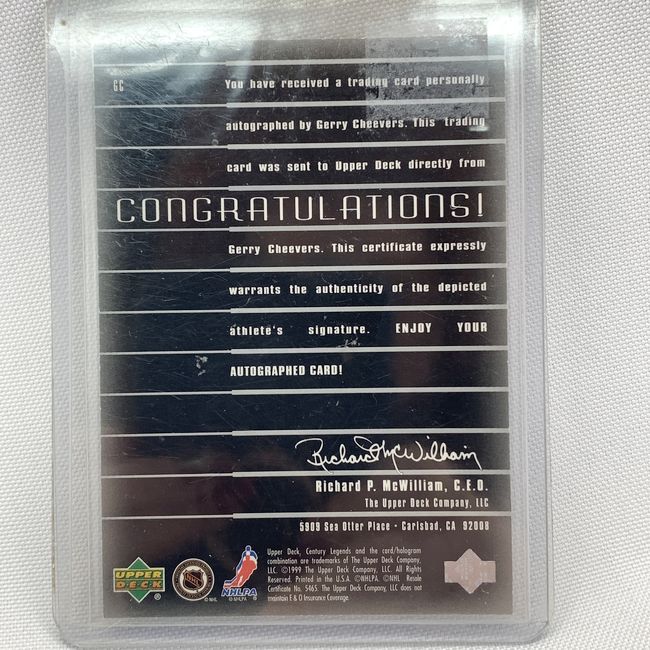 GC
You have received a trading card personally
autographed by Gerry Cheevers. This trading
card was sent to Upper Deck directly from
CONGRATULATIONS!
Gerry Cheevers. This certificate expressly
warrants the authenticity of the depicted
athlete's signature. ENJOY YOUR
AUTOGRAPHED CARD!
Richard McWilliam
Richard P. McWilliam, C.E.O.
The Upper Deck Company, LLC
5909 Sea Otter Place • Carlsbad, CA 92008
Upper Deck, Century Legends and the card/hologram
combination are trademarks of The Upper Deck Company,
LLC. ©1999 The Upper Deck Company, LLC. All Rights
Reserved. Printed in the U.S.A. ©NHLPA. ©NHL Resale
Certificate No. 5465. The Upper Deck Company, LLC does not
maintain E & O Insurance Coverage.
UPPER
DECK
© NHL
NHLPA
© NHLPA